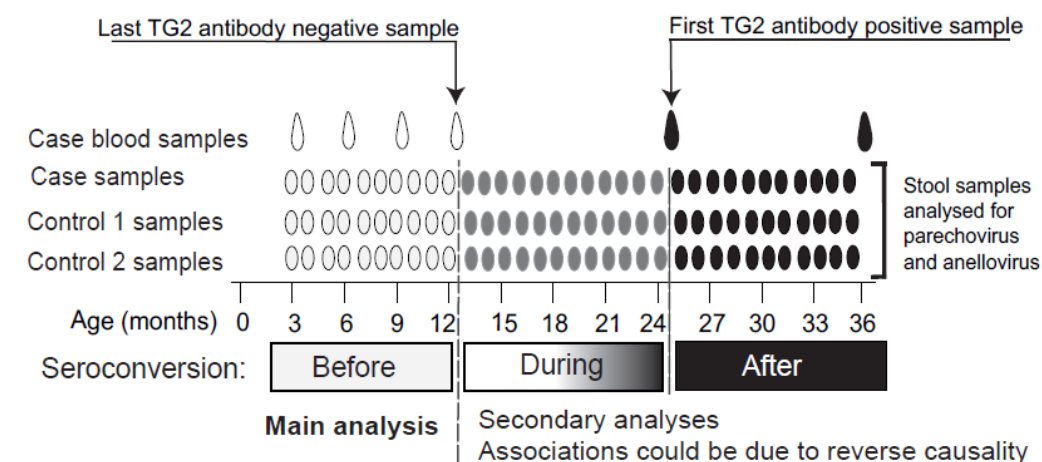 Last TG2 antibody negative sample
First TG2 antibody positive sample
Case blood samples
Case samples
Control 1 samples
Control 2 samples
Stool samples
analysed for
parechovirus
and anellovirus
Age (months) 0 3 6 9 12 15 18 21 24 27 30 33 36
Seroconversion: Before During After
Main analysis
Secondary analyses
Associations could be due to reverse causality